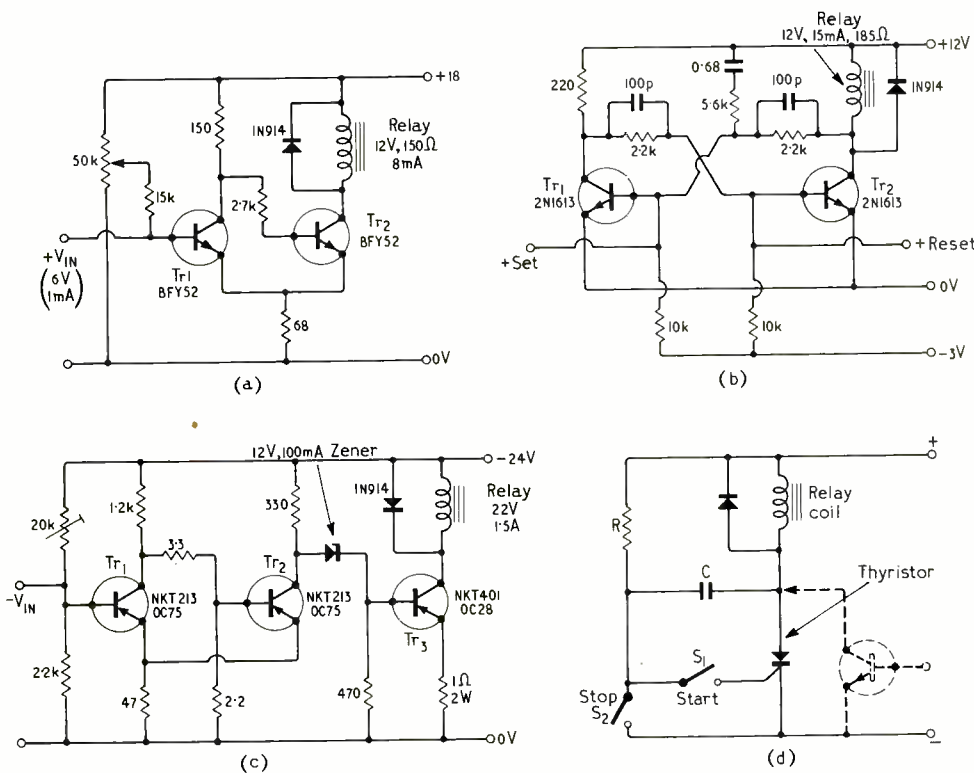 +18
150
1N914
Relay
12V, 150Ω
8mA
50k
15k
2.7k
Tr2
BFY52
+VIN
(6V
1mA)
Tr1
BFY52
68
0V
(a)
Relay
12V, 15mA, 185Ω
+12V
220
100p
0·68
100p
1N914
5.6k
2.2k
2.2k
Tr1
2N1613
Tr2
2N1613
+Set
+Reset
0V
10k
10k
-3V
(b)
12V, 100mA Zener
-24V
20k
1.2k
330
1N914
Relay
22V
1·5A
3.3
Tr1
Tr2
-VIN
NKT213
OC75
NKT213
OC75
NKT401
OC28
Tr3
2.2k
47
2.2
470
1Ω
2W
0V
(c)
+
R
Relay
coil
C
Thyristor
S1
Start
Stop
S2
-
(d)